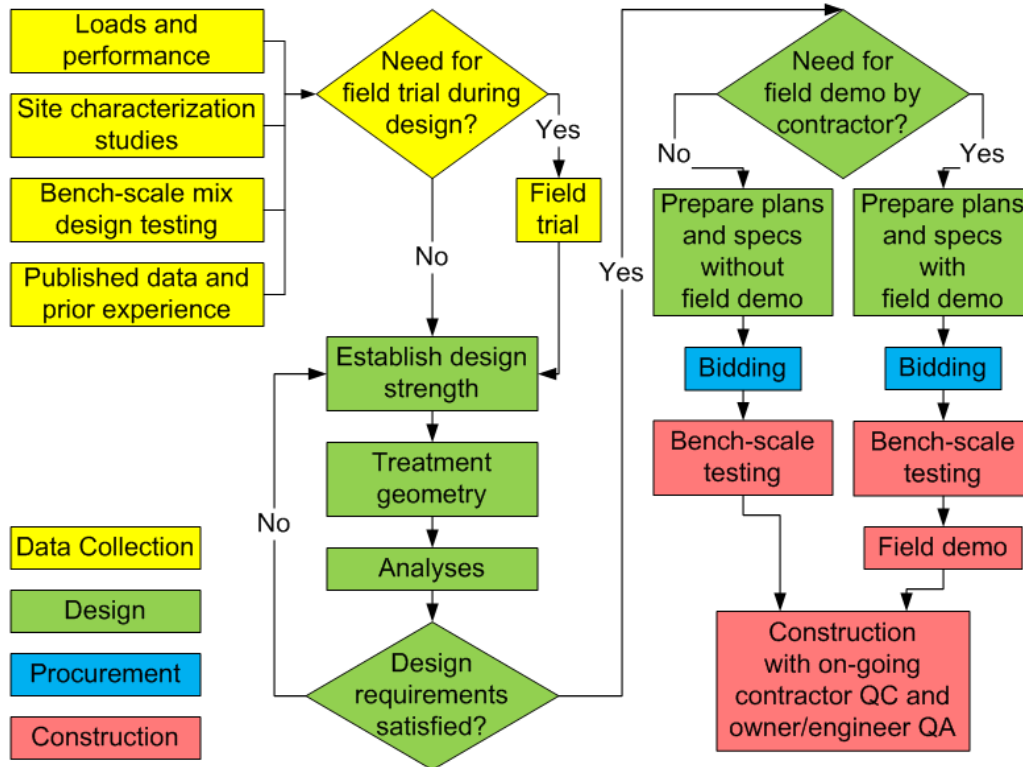 Loads and
performance
Site characterization
studies
Bench-scale mix
design testing
Published data and
prior experience
Need for
field trial during
design?
Yes
Field
trial
No
Establish design
strength
Treatment
geometry
Analyses
Design
requirements
satisfied?
No
Yes
Need for
field demo by
contractor?
No
Yes
Prepare plans
and specs
without
field demo
Prepare plans
and specs
with
field demo
Bidding
Bidding
Bench-scale
testing
Bench-scale
testing
Field demo
Construction
with on-going
contractor QC and
owner/engineer QA
Data Collection
Design
Procurement
Construction